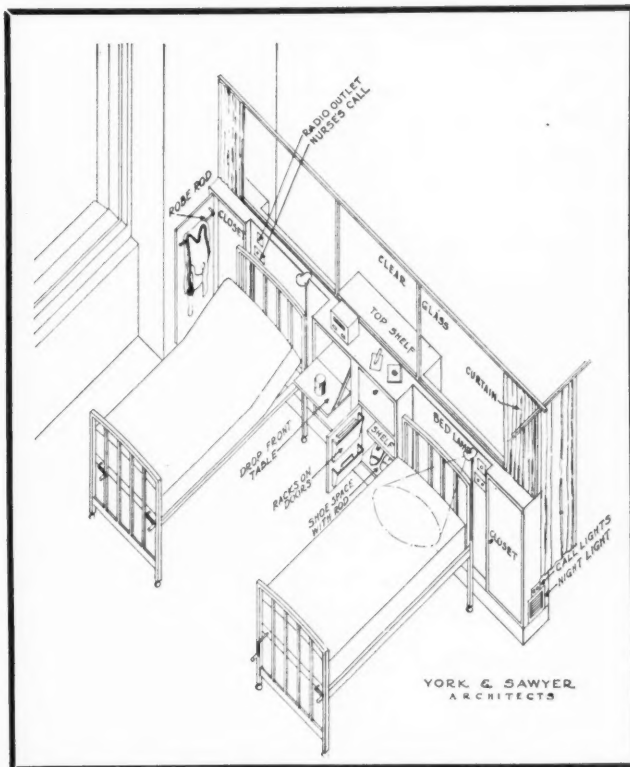 RADIO OUTLET
NURSES CALL
ROBE ROD
CLOSET
CLEAR GLASS
TOP SHELF
CURTAIN
BED LAMP
DROP FRONT
TABLE
RACKS ON
DOORS
SHELF
SHOE SPACE
WITH ROD
CLOSET
CALL LIGHTS
NIGHT LIGHT
YORK & SAWYER
ARCHITECTS